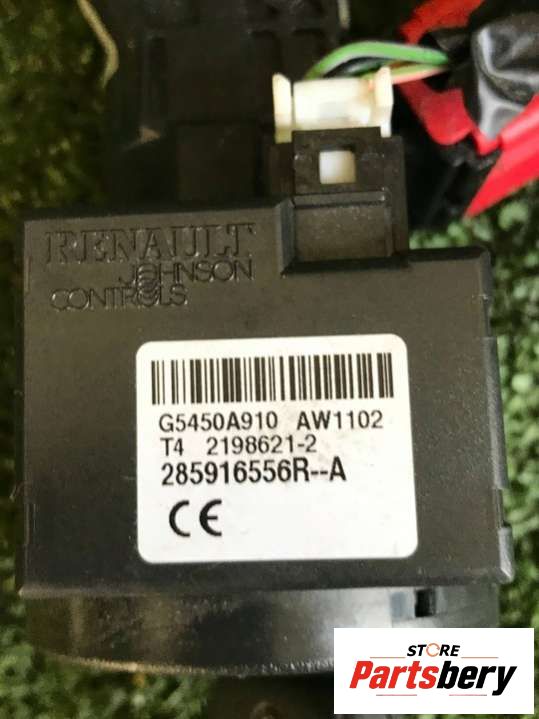 RENAULT
JOHNSON
CONTROLS
G5450A910 AW1102
T4 2198621-2
285916556R--A
CE
STORE
Partsbery